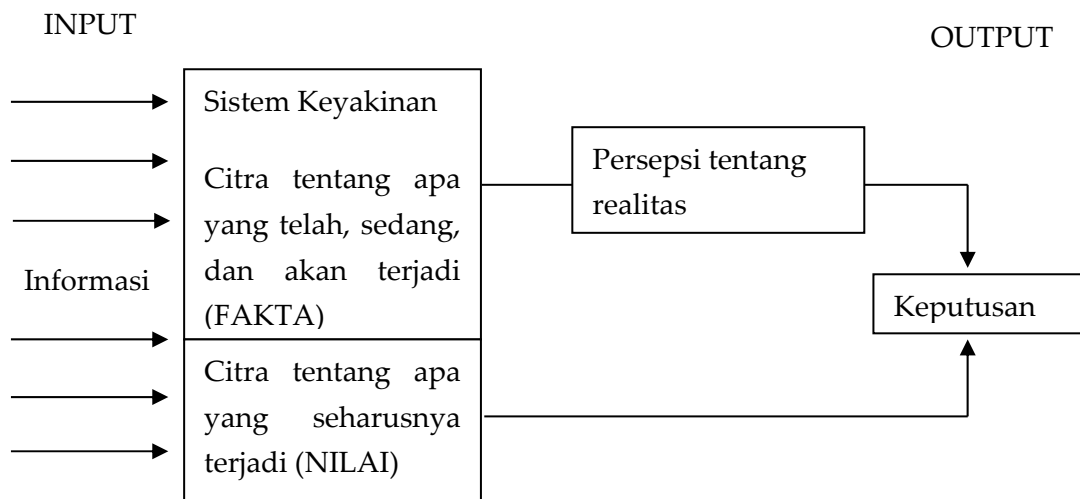 INPUT
OUTPUT
Sistem Keyakinan
Citra tentang apa
yang telah, sedang,
dan akan terjadi
(FAKTA)
Informasi
Persepsi tentang
realitas
Keputusan
Citra tentang apa
yang seharusnya
terjadi (NILAI)